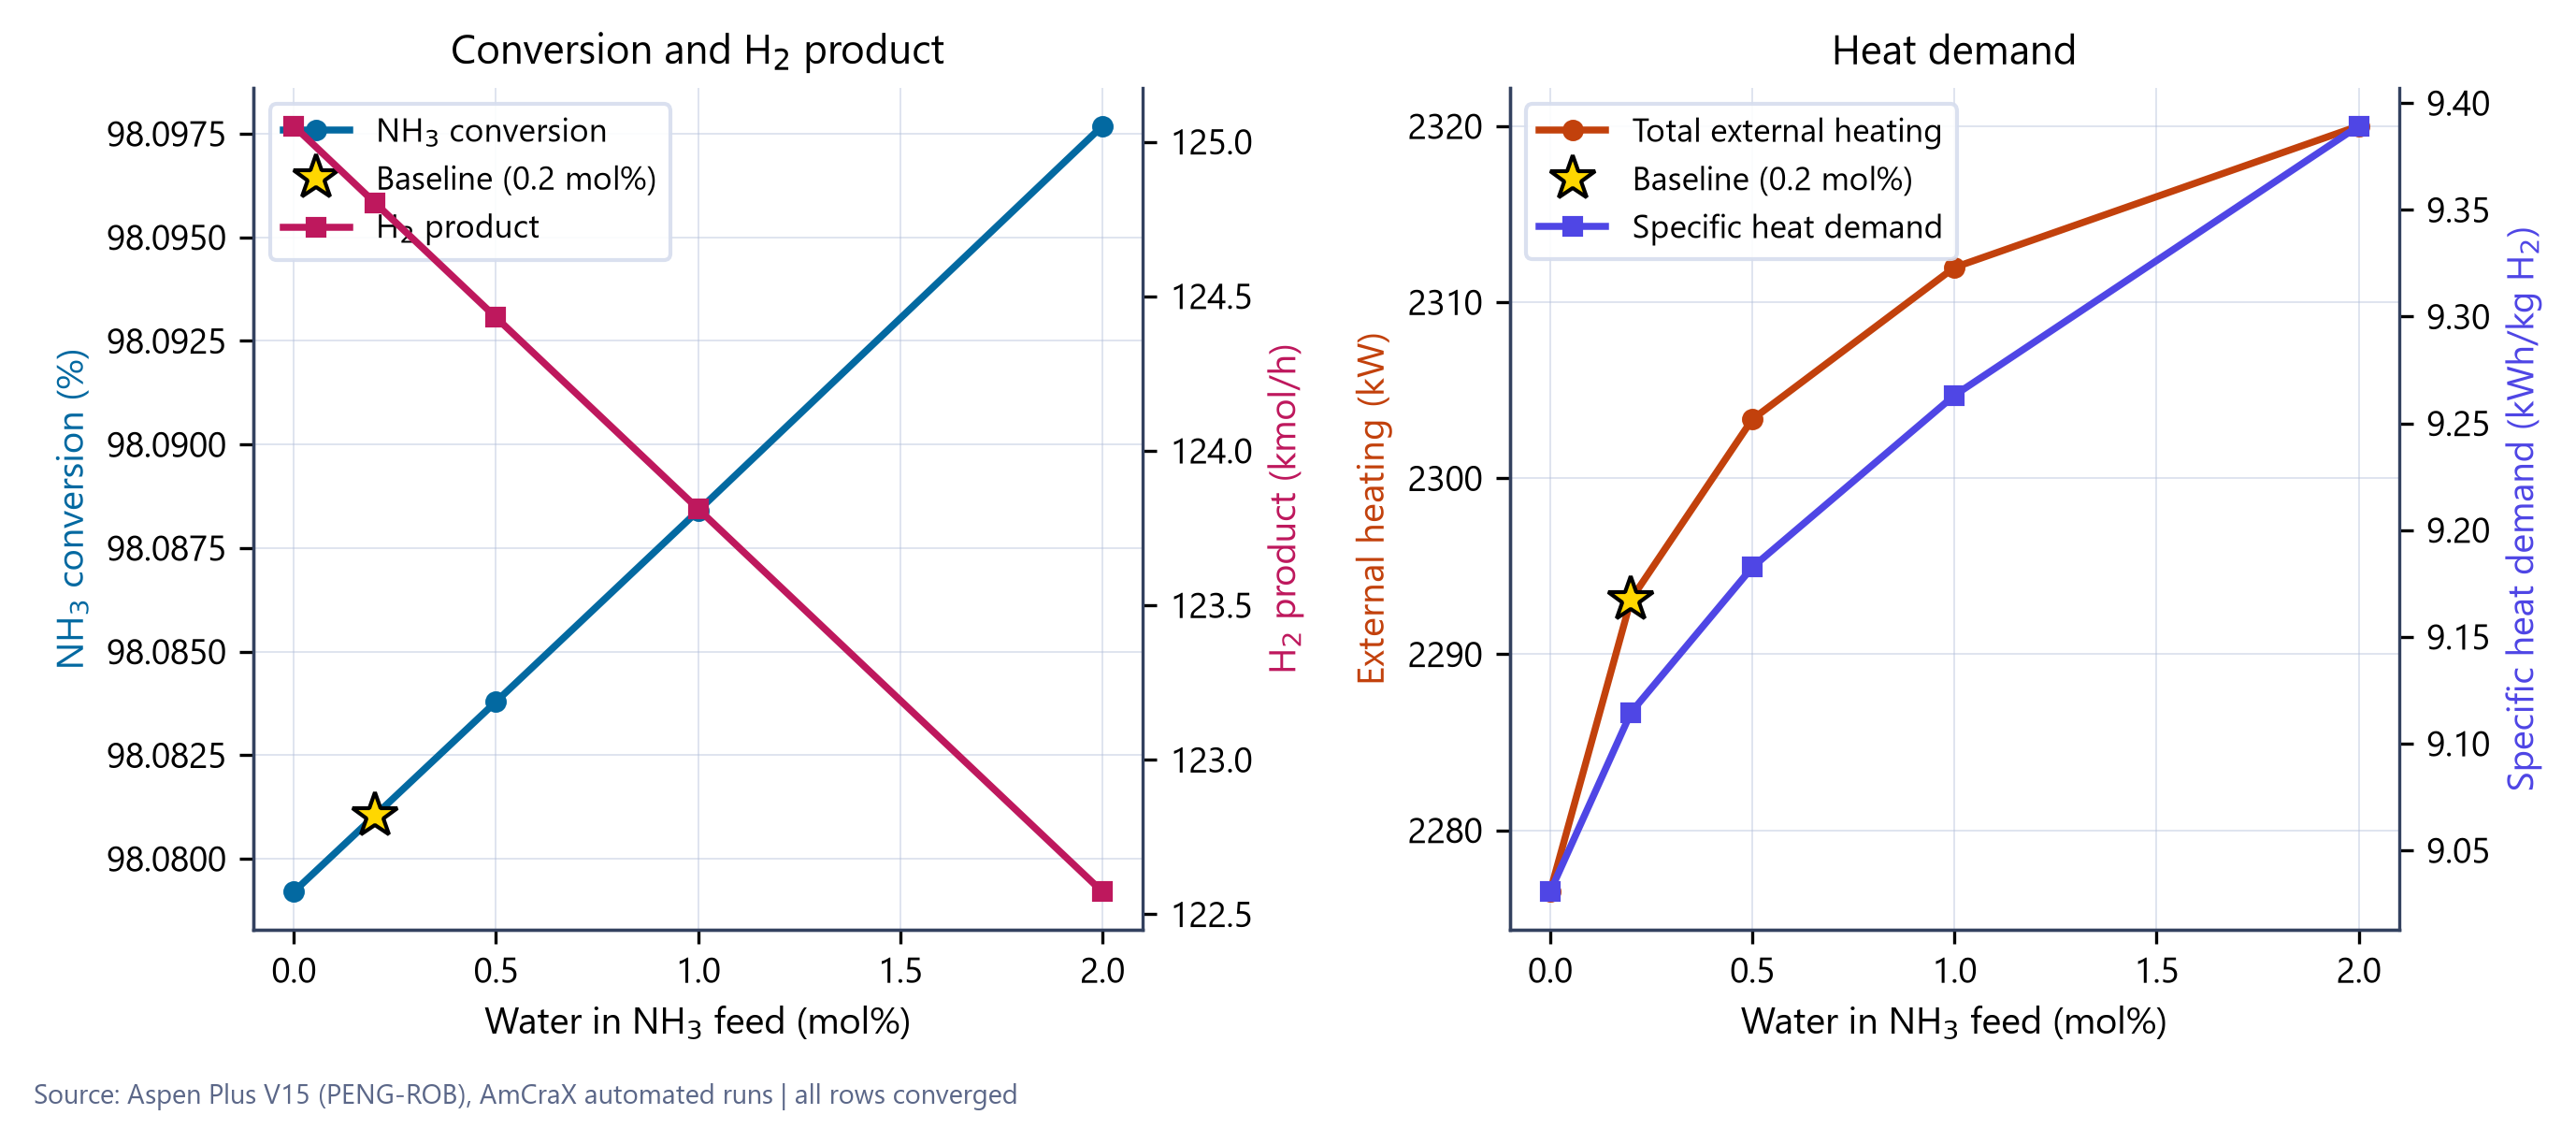 Conversion and H₂ product
NH₃ conversion
Baseline (0.2 mol%)
H₂ product
98.0975
98.0950
98.0925
98.0900
98.0875
98.0850
98.0825
98.0800
NH₃ conversion (%)
125.0
124.5
124.0
123.5
123.0
122.5
H₂ product (kmol/h)
0.0 0.5 1.0 1.5 2.0
Water in NH₃ feed (mol%)
Heat demand
Total external heating
Baseline (0.2 mol%)
Specific heat demand
2320
2310
2300
2290
2280
External heating (kW)
9.40
9.35
9.30
9.25
9.20
9.15
9.10
9.05
Specific heat demand (kWh/kg H₂)
0.0 0.5 1.0 1.5 2.0
Water in NH₃ feed (mol%)
Source: Aspen Plus V15 (PENG-ROB), AmCraX automated runs | all rows converged